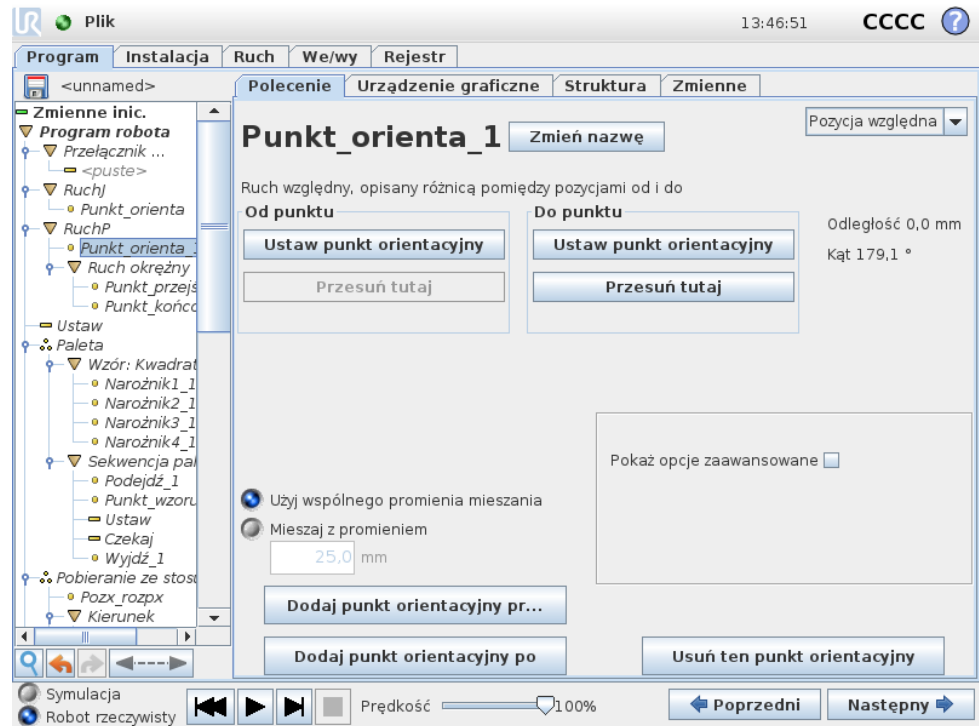 UR Plik 13:46:51 CCCC ?
Program Instalacja Ruch We/wy Rejestr
<unnamed>
Polecenie Urządzenie graficzne Struktura Zmienne
Zmienne inic.
Program robota
Przełącznik ...
<puste>
RuchJ
Punkt_orienta
RuchP
Punkt_orienta_1
Ruch okrężny
Punkt_przejś
Punkt_końco
Ustaw
Paleta
Wzór: Kwadrat
Narożnik1_1
Narożnik2_1
Narożnik3_1
Narożnik4_1
Sekwencja pal
Podejdź_1
Punkt_wzoru
Ustaw
Czekaj
Wyjdź_1
Pobieranie ze stosu
Pozx_rozpx
Kierunek
Punkt_orienta_1 Zmień nazwę Pozycja względna
Ruch względny, opisany różnicą pomiędzy pozycjami od i do
Od punktu Do punktu
Odległość 0,0 mm
Ustaw punkt orientacyjny Ustaw punkt orientacyjny
Kąt 179,1 °
Przesuń tutaj Przesuń tutaj
Pokaż opcje zaawansowane
Użyj wspólnego promienia mieszania
Mieszaj z promieniem
25,0 mm
Dodaj punkt orientacyjny pr...
Dodaj punkt orientacyjny po Usuń ten punkt orientacyjny
Symulacja
Robot rzeczywisty
Prędkość 100% Poprzedni Następny